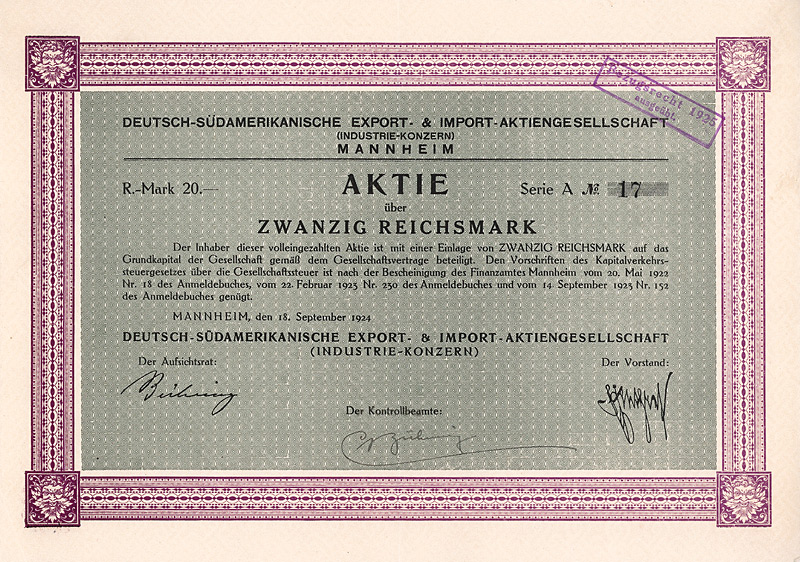 Bezugsrecht 1925
ausgeübt.
DEUTSCH-SÜDAMERIKANISCHE EXPORT- & IMPORT-AKTIENGESELLSCHAFT
(INDUSTRIE-KONZERN)
MANNHEIM
R.-Mark 20.— AKTIE Serie A No. 17
über
ZWANZIG REICHSMARK
Der Inhaber dieser volleingezahlten Aktie ist mit einer Einlage von ZWANZIG REICHSMARK auf das
Grundkapital der Gesellschaft gemäß dem Gesellschaftsvertrage beteiligt. Den Vorschriften des Kapitalverkehrs-
steuergesetzes über die Gesellschaftsteuer ist nach der Bescheinigung des Finanzamtes Mannheim vom 20. Mai 1922
Nr. 18 des Anmeldebuches, vom 22. Februar 1923 Nr. 230 des Anmeldebuches und vom 14. September 1923 Nr. 152
des Anmeldebuches genügt.
MANNHEIM, den 18. September 1924
DEUTSCH-SÜDAMERIKANISCHE EXPORT- & IMPORT-AKTIENGESELLSCHAFT
(INDUSTRIE-KONZERN)
Der Aufsichtsrat: Der Vorstand:
Der Kontrollbeamte: